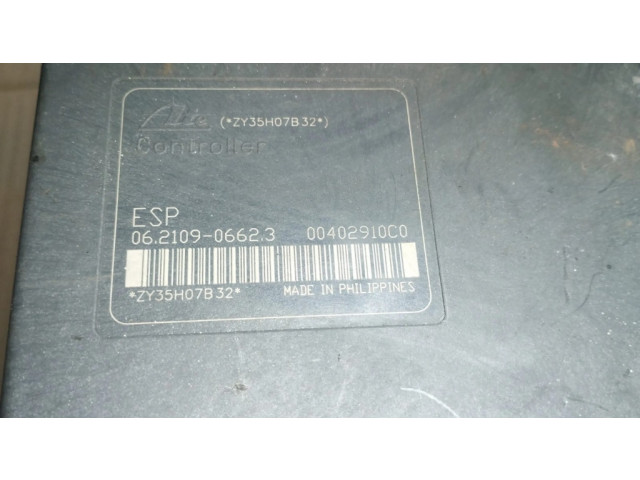 Ate (*ZY35H07B32*)
Controller
ESP
06.2109-0662.3 00402910C0
*ZY35H07B32* MADE IN PHILIPPINES